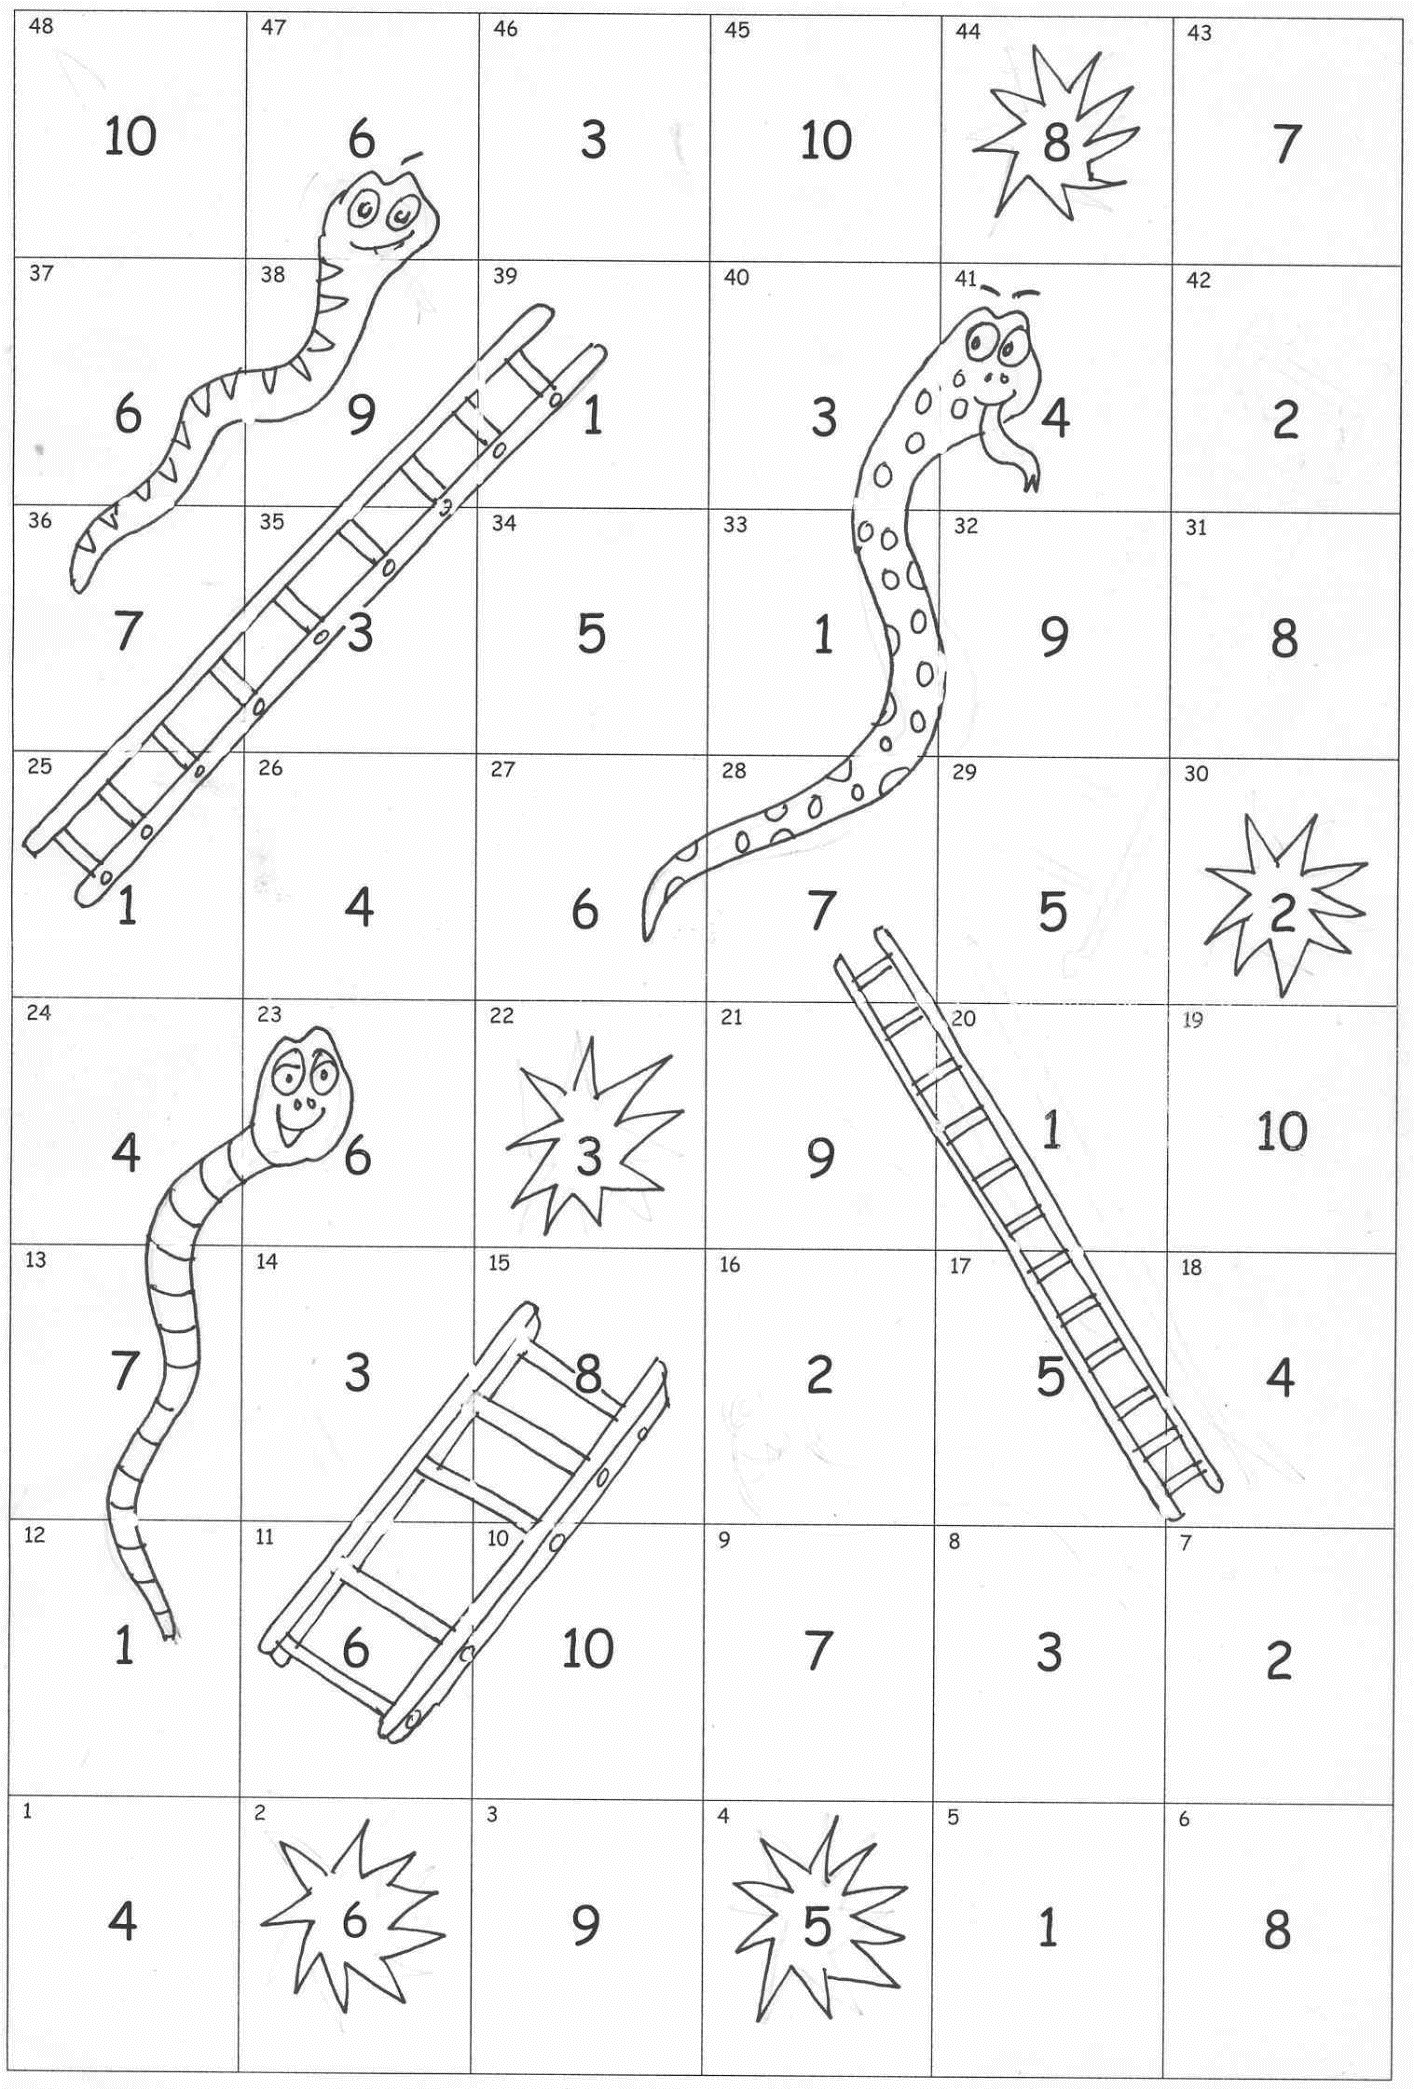 48 47 46 45 44 43
10 6 3 10 8 7
37 38 39 40 41 42
6 9 1 3 4 2
36 35 34 33 32 31
7 3 5 1 9 8
25 26 27 28 29 30
1 4 6 7 5 2
24 23 22 21 20 19
4 6 3 9 1 10
13 14 15 16 17 18
7 3 8 2 5 4
12 11 10 9 8 7
1 6 10 7 3 2
1 2 3 4 5 6
4 6 9 5 1 8